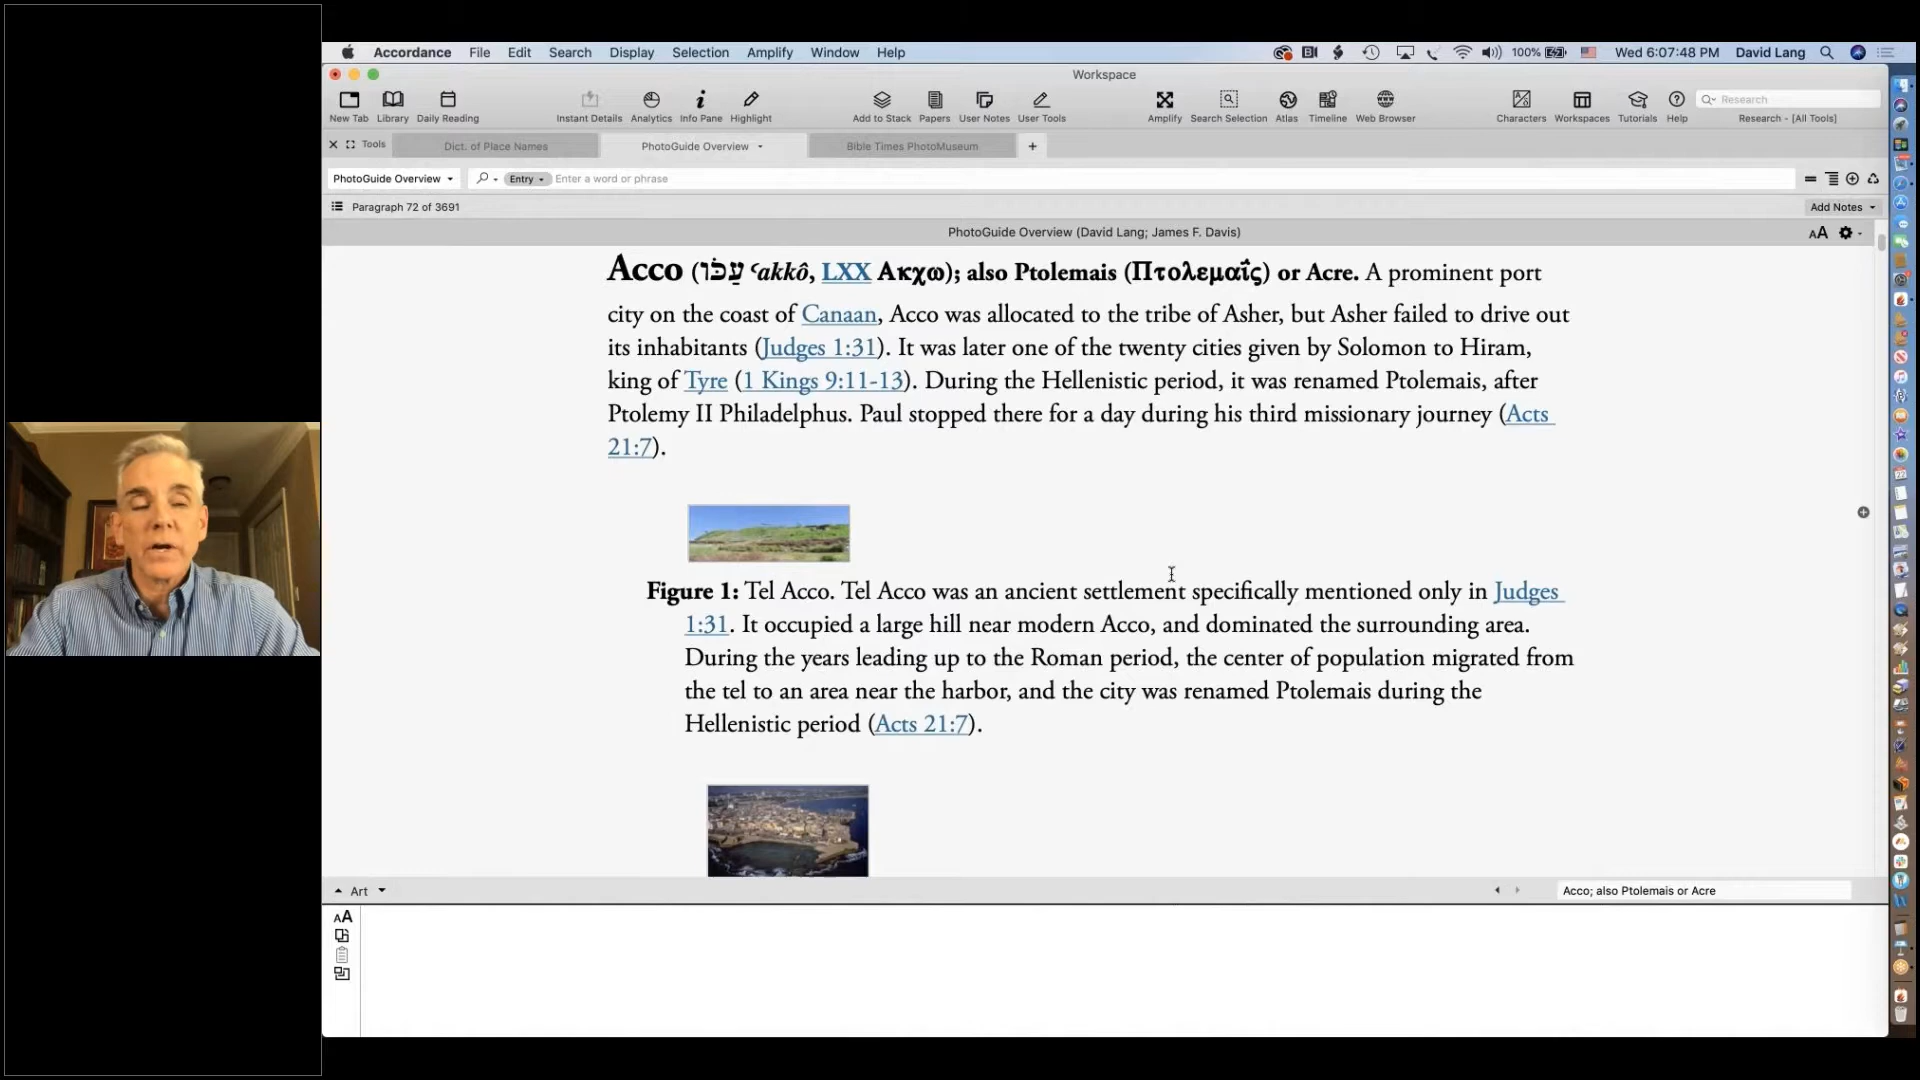 Accordance File Edit Search Display Selection Amplify Window Help 100% Wed 6:07:48 PM David Lang
Workspace
New Tab Library Daily Reading Instant Details Analytics Info Pane Highlight Add to Stack Papers User Notes User Tools Amplify Search Selection Atlas Timeline Web Browser Characters Workspaces Tutorials Help Research
Research - [All Tools]
Tools Dict. of Place Names PhotoGuide Overview Bible Times PhotoMuseum +
PhotoGuide Overview Entry Enter a word or phrase
Paragraph 72 of 3691 Add Notes
PhotoGuide Overview (David Lang; James F. Davis) AA
Acco (עַכּוֹ ʿakkô, LXX Ακχω); also Ptolemais (Πτολεμαΐς) or Acre. A prominent port
city on the coast of Canaan, Acco was allocated to the tribe of Asher, but Asher failed to drive out
its inhabitants (Judges 1:31). It was later one of the twenty cities given by Solomon to Hiram,
king of Tyre (1 Kings 9:11-13). During the Hellenistic period, it was renamed Ptolemais, after
Ptolemy II Philadelphus. Paul stopped there for a day during his third missionary journey (Acts
21:7).
Figure 1: Tel Acco. Tel Acco was an ancient settlement specifically mentioned only in Judges
1:31. It occupied a large hill near modern Acco, and dominated the surrounding area.
During the years leading up to the Roman period, the center of population migrated from
the tel to an area near the harbor, and the city was renamed Ptolemais during the
Hellenistic period (Acts 21:7).
Art Acco; also Ptolemais or Acre
AA